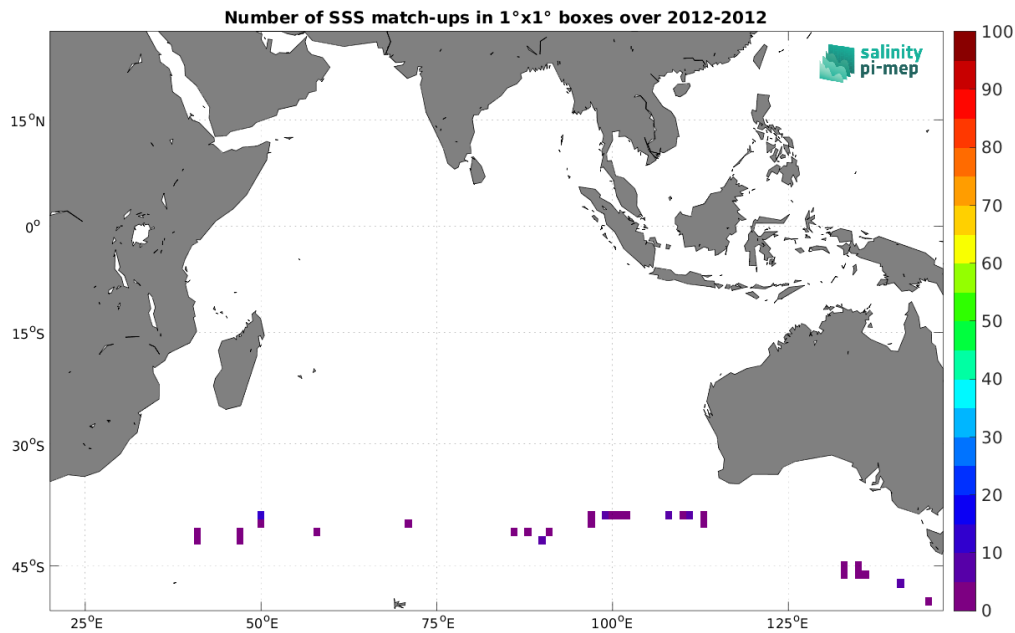 Number of SSS match-ups in 1°x1° boxes over 2012-2012
salinity
pi-mep
100
90
80
70
60
50
40
30
20
10
0
15°N
0°
15°S
30°S
45°S
25°E
50°E
75°E
100°E
125°E